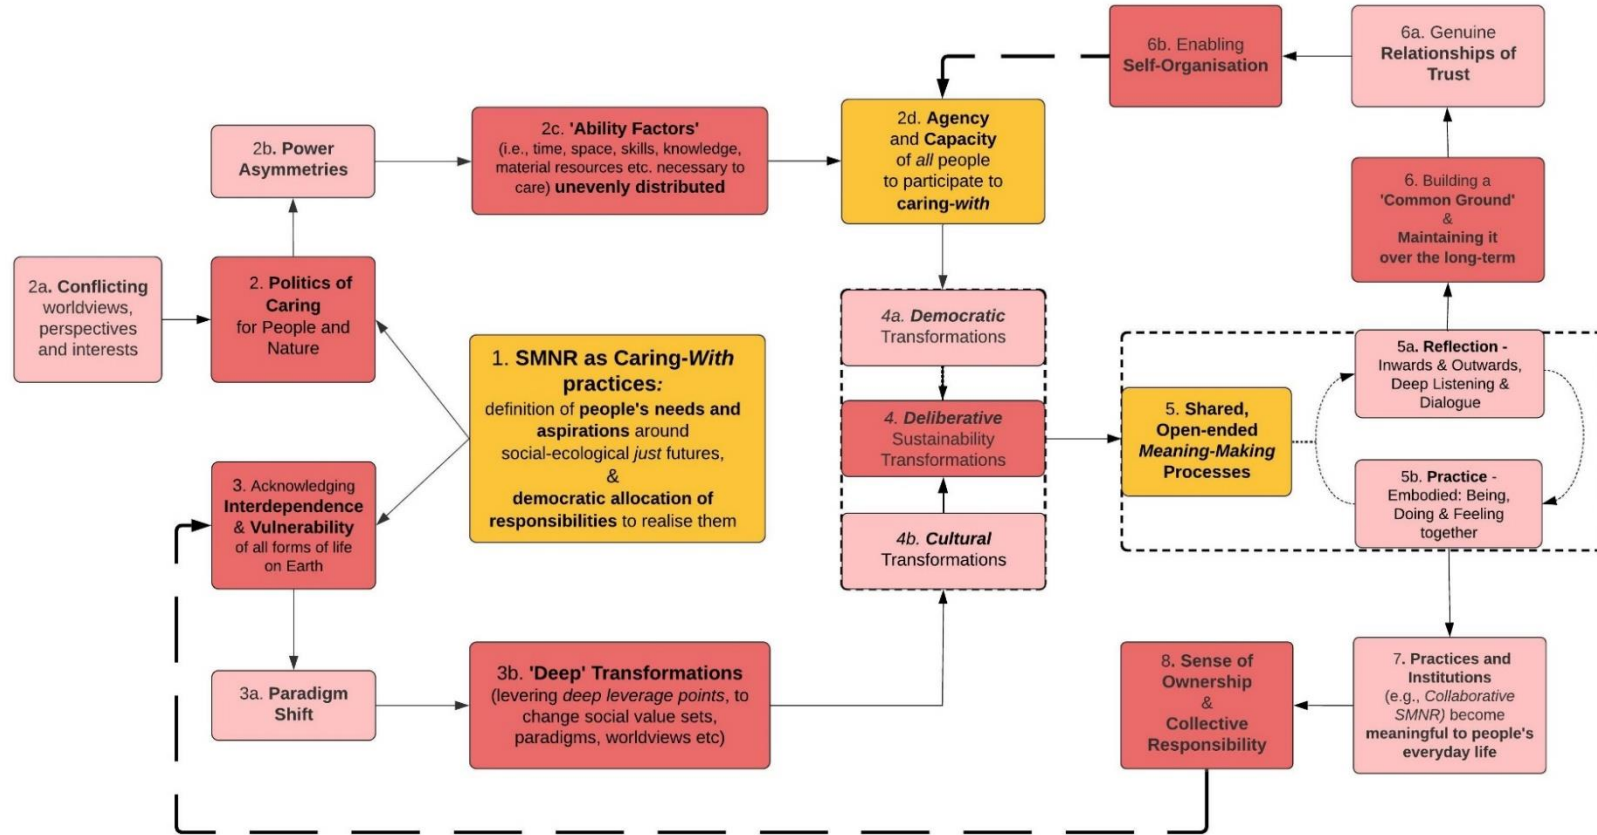 1. SMNR as Caring-With
practices:
definition of people's needs and
aspirations around
social-ecological just futures,
&
democratic allocation of
responsibilities to realise them
2a. Conflicting
worldviews,
perspectives
and interests
2. Politics of
Caring
for People and
Nature
2b. Power
Asymmetries
2c. 'Ability Factors'
(i.e., time, space, skills, knowledge,
material resources etc. necessary to
care) unevenly distributed
2d. Agency
and Capacity
of all people
to participate to
caring-with
3. Acknowledging
Interdependence
& Vulnerability
of all forms of life
on Earth
3a. Paradigm
Shift
3b. 'Deep' Transformations
(levering deep leverage points, to
change social value sets,
paradigms, worldviews etc)
4a. Democratic
Transformations
4. Deliberative
Sustainability
Transformations
4b. Cultural
Transformations
5. Shared,
Open-ended
Meaning-Making
Processes
5a. Reflection -
Inwards & Outwards,
Deep Listening &
Dialogue
5b. Practice -
Embodied: Being,
Doing & Feeling
together
6. Building a
'Common Ground'
&
Maintaining it
over the long-term
6a. Genuine
Relationships of
Trust
6b. Enabling
Self-Organisation
7. Practices and
Institutions
(e.g., Collaborative
SMNR) become
meaningful to people's
everyday life
8. Sense of
Ownership
&
Collective
Responsibility